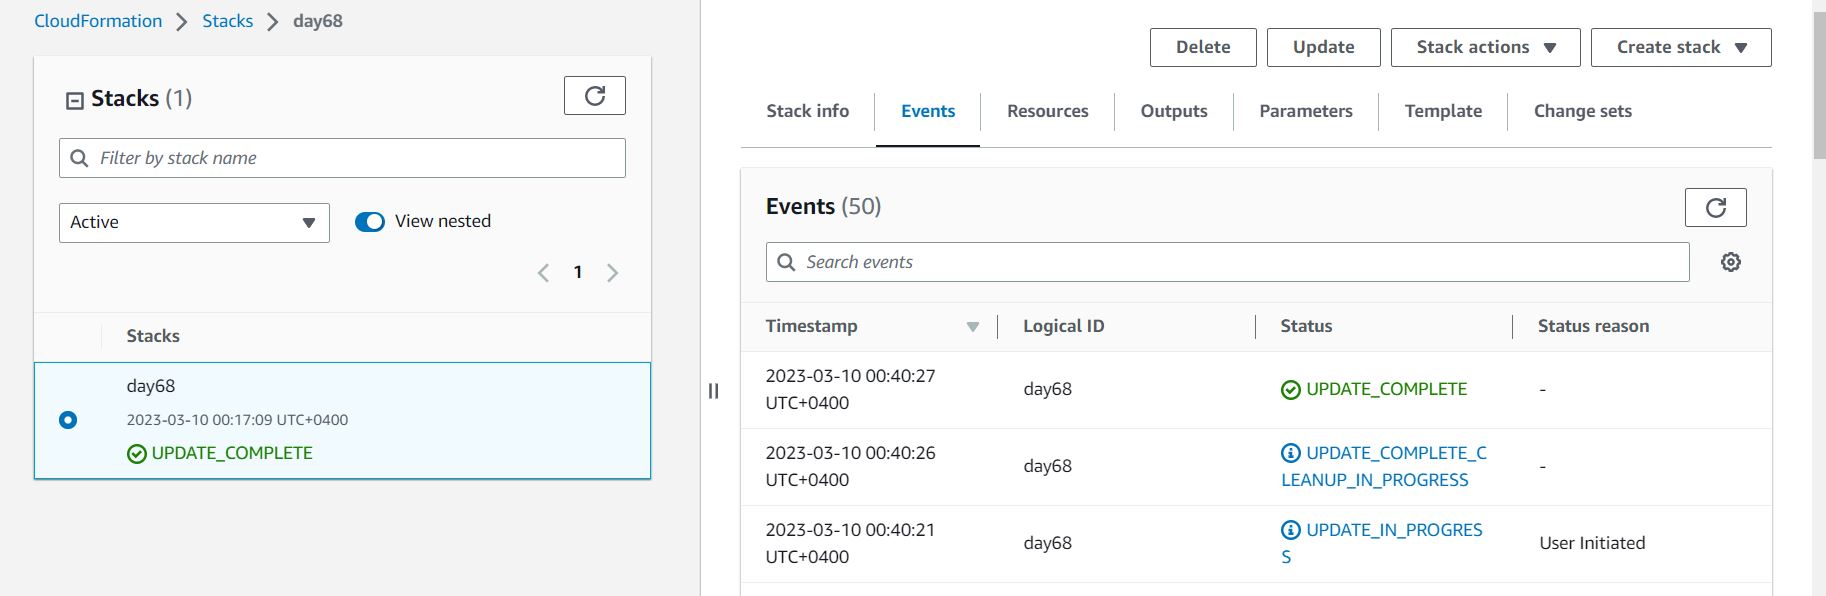 CloudFormation > Stacks > day68
Stacks (1)
Filter by stack name
Active
View nested
1
Stacks
day68
2023-03-10 00:17:09 UTC+0400
UPDATE_COMPLETE
Delete
Update
Stack actions
Create stack
Stack info
Events
Resources
Outputs
Parameters
Template
Change sets
Events (50)
Search events
Timestamp
Logical ID
Status
Status reason
2023-03-10 00:40:27
UTC+0400
day68
UPDATE_COMPLETE
-
2023-03-10 00:40:26
UTC+0400
day68
UPDATE_COMPLETE_C
LEANUP_IN_PROGRESS
-
2023-03-10 00:40:21
UTC+0400
day68
UPDATE_IN_PROGRES
S
User Initiated